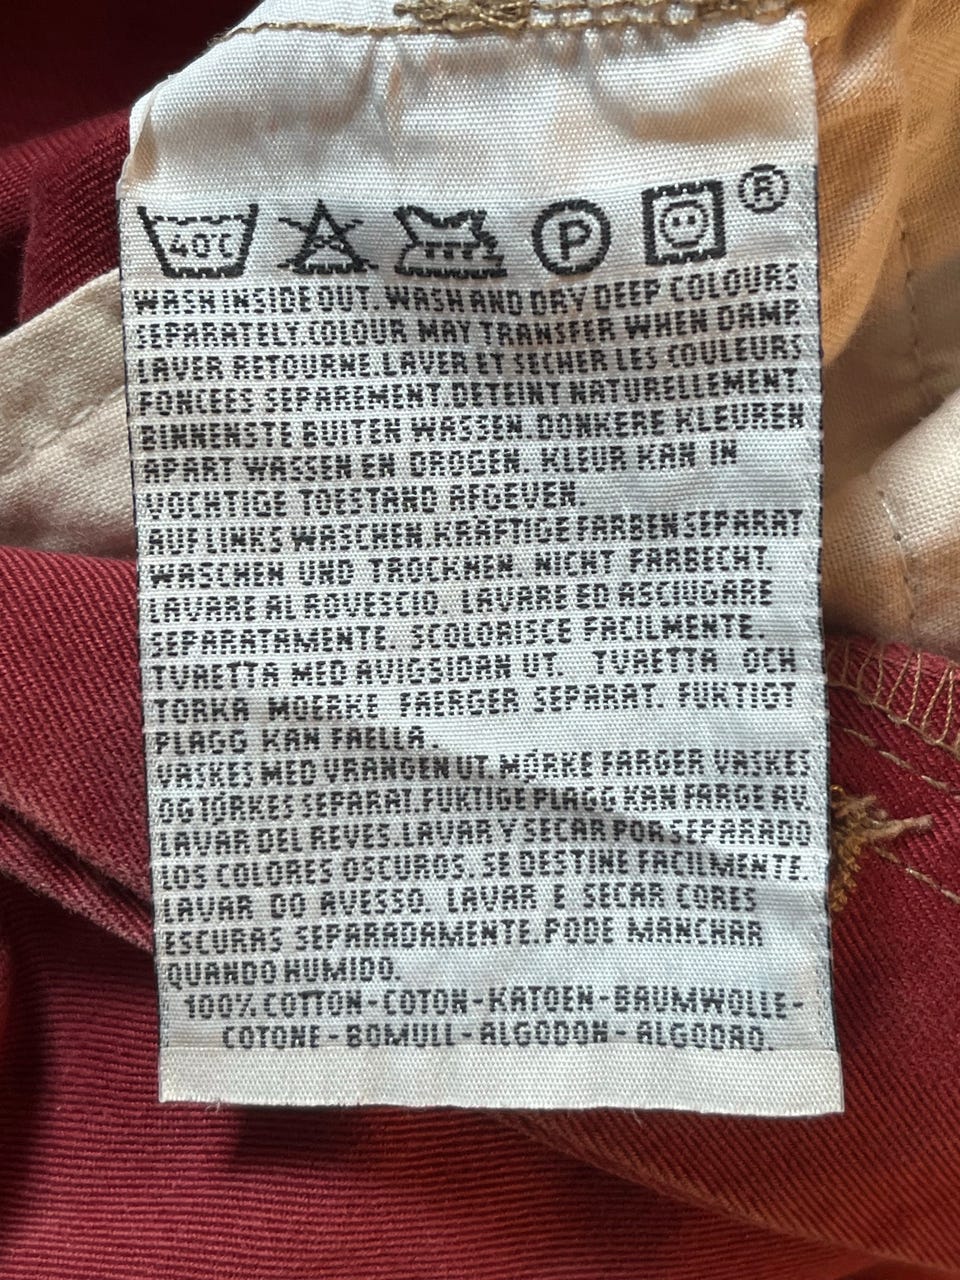 40C P ®
WASH INSIDE OUT. WASH AND DRY DEEP COLOURS
SEPARATELY. COLOUR MAY TRANSFER WHEN DAMP.
LAVER RETOURNE. LAVER ET SECHER LES COULEURS
FONCEES SEPAREMENT. DETEINT NATURELLEMENT.
BINNENSTE BUITEN WASSEN. DONKERE KLEUREN
APART WASSEN EN DROGEN. KLEUR KAN IN
VOCHTIGE TOESTAND AFGEVEN.
AUF LINKS WASCHEN. KRAFTIGE FARBEN SEPARAT
WASCHEN UND TROCKNEN. NICHT FARBECHT.
LAVARE AL ROVESCIO. LAVARE ED ASCIUGARE
SEPARATAMENTE. SCOLORISCE FACILMENTE.
TVAETTA MED AVIGSIDAN UT. TVAETTA OCH
TORKA MOERKE FAERGER SEPARAT. FUKTIGT
PLAGG KAN FAELLA.
VASKES MED VRANGEN UT. MÓRKE FARGER VASKES
OG TÓRKES SEPARAT. FUKTIGE PLAGG KAN FARGE AV.
LAVAR DEL REVES. LAVAR Y SECAR POR SEPARADO
LOS COLORES OSCUROS. SE DESTINE FACILMENTE.
LAVAR DO AVESSO. LAVAR E SECAR CORES
ESCURAS SEPARADAMENTE. PODE MANCHAR
QUANDO HUMIDO.
100% COTTON-COTON-KATOEN-BAUMWOLLE-
COTONE-BOMULL-ALGODON-ALGODAO.